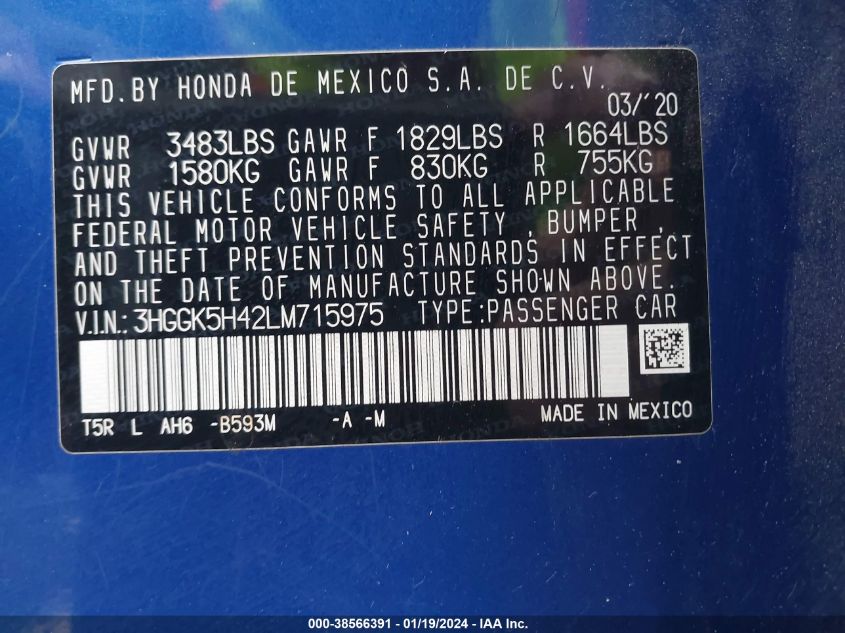 MFD. BY HONDA DE MEXICO S.A. DE C.V.
03/'20
GVWR 3483LBS GAWR F 1829LBS R 1664LBS
GVWR 1580KG GAWR F 830KG R 755KG
THIS VEHICLE CONFORMS TO ALL APPLICABLE
FEDERAL MOTOR VEHICLE SAFETY , BUMPER ,
AND THEFT PREVENTION STANDARDS IN EFFECT
ON THE DATE OF MANUFACTURE SHOWN ABOVE.
V.I.N.: 3HGGK5H42LM715975 TYPE:PASSENGER CAR
T5R L AH6 -B593M -A -M MADE IN MEXICO
000-38566391 - 01/19/2024 - IAA Inc.